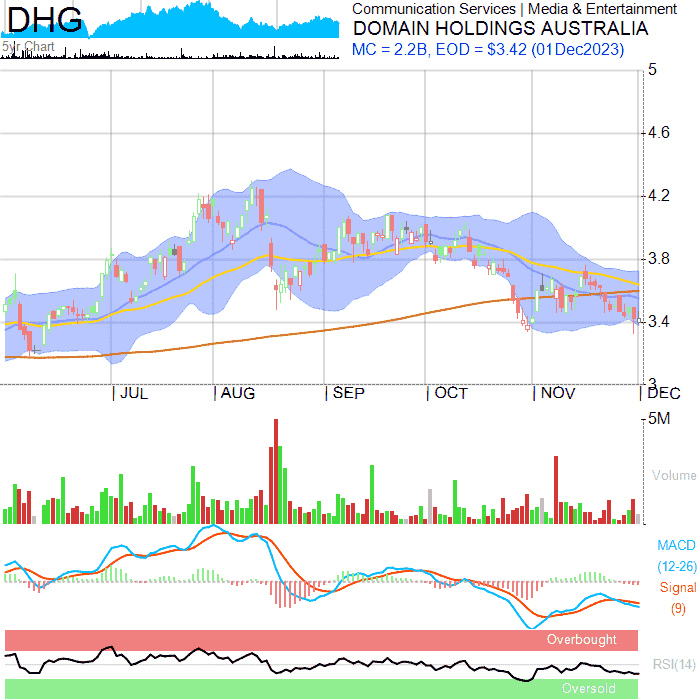 DHG
5yr Chart
Communication Services | Media & Entertainment
DOMAIN HOLDINGS AUSTRALIA
MC = 2.2B, EOD = $3.42 (01Dec2023)
5
4.6
4.2
3.8
3.4
3
JUL AUG SEP OCT NOV DEC
5M
Volume
MACD
(12-26)
Signal
(9)
Overbought
RSI(14)
Oversold